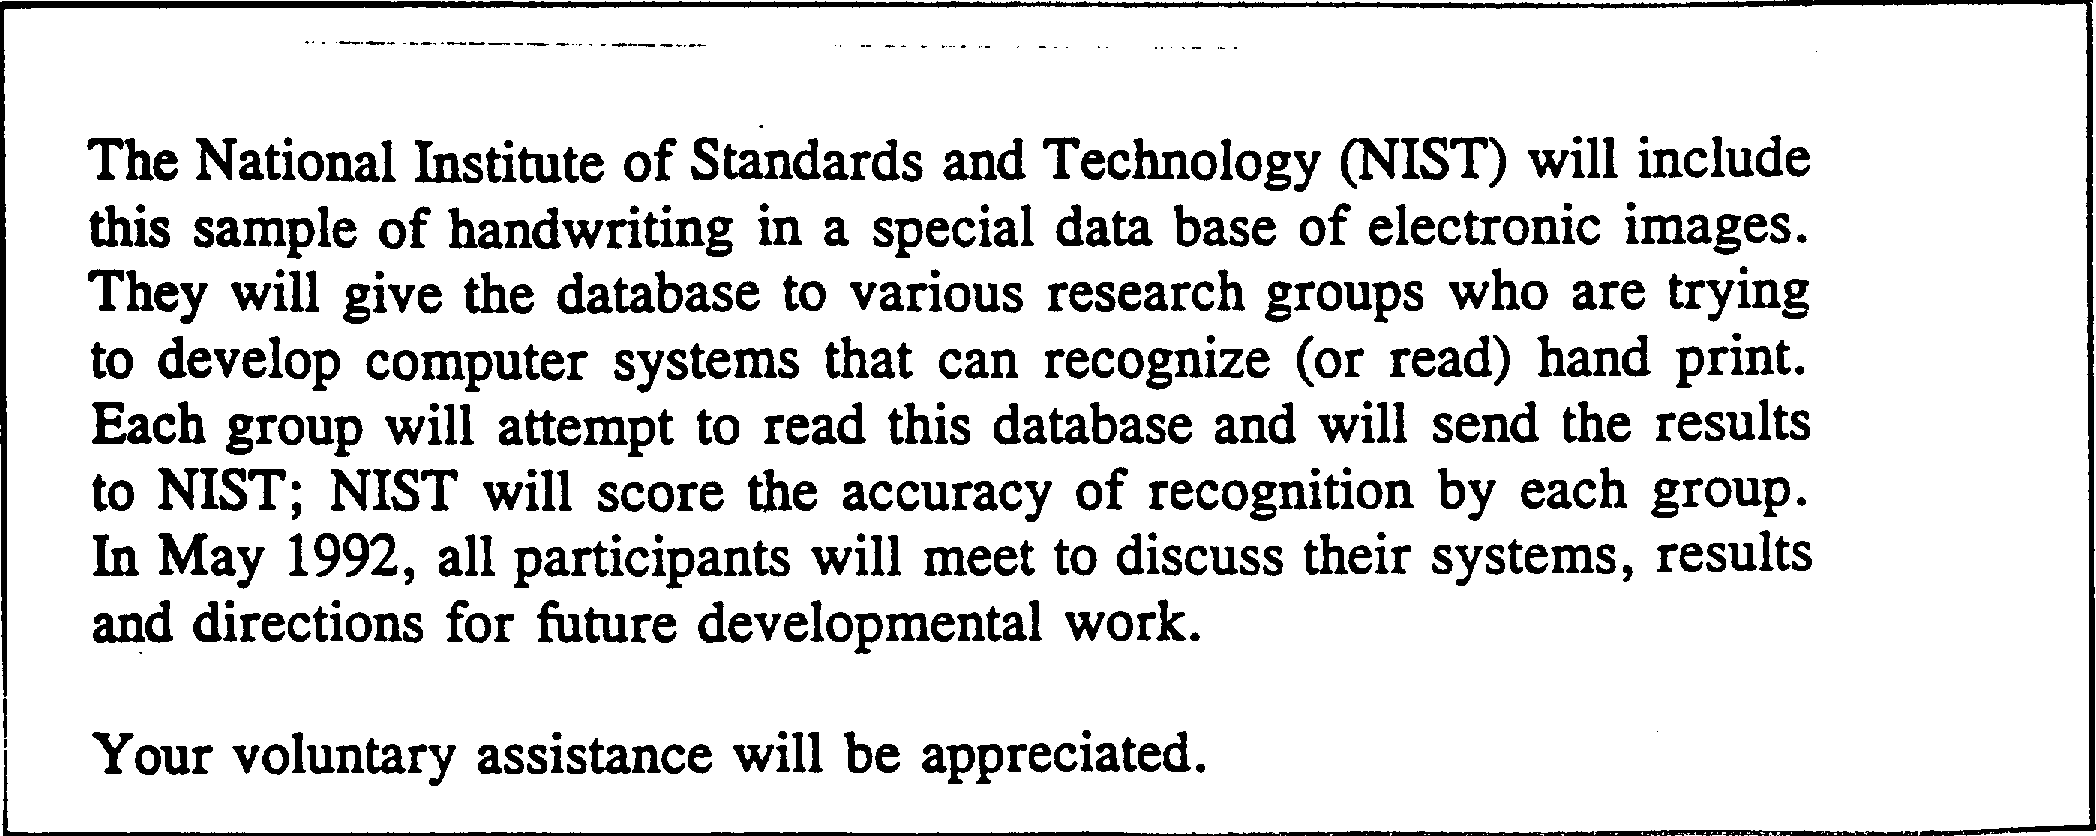 The National Institute of Standards and Technology (NIST) will include
this sample of handwriting in a special data base of electronic images.
They will give the database to various research groups who are trying
to develop computer systems that can recognize (or read) hand print.
Each group will attempt to read this database and will send the results
to NIST; NIST will score the accuracy of recognition by each group.
In May 1992, all participants will meet to discuss their systems, results
and directions for future developmental work.
Your voluntary assistance will be appreciated.